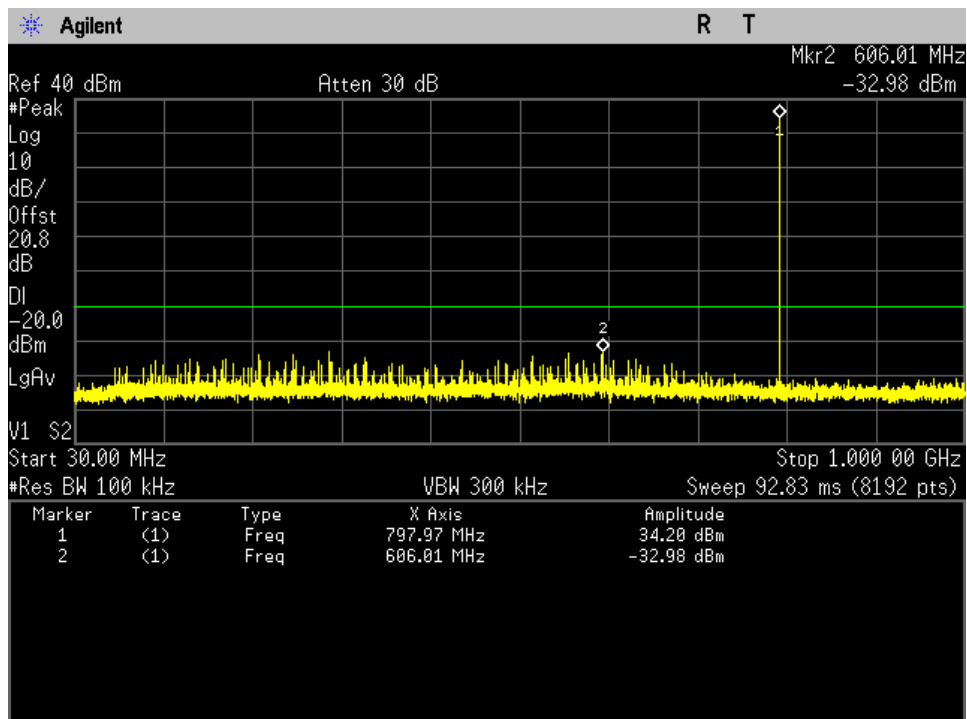 Agilent R T
Mkr2 606.01 MHz
Ref 40 dBm Atten 30 dB -32.98 dBm
#Peak
Log
10
dB/
Offst
20.8
dB
DI
-20.0
dBm
LgAv
V1 S2
1
2
Start 30.00 MHz Stop 1.000 00 GHz
#Res BW 100 kHz VBW 300 kHz Sweep 92.83 ms (8192 pts)
Marker Trace Type X Axis Amplitude
1 (1) Freq 797.97 MHz 34.20 dBm
2 (1) Freq 606.01 MHz -32.98 dBm